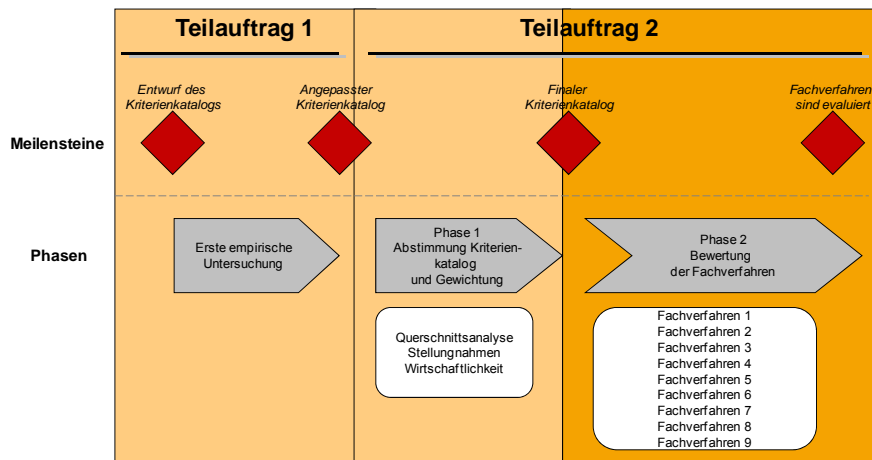 Teilauftrag 1
Teilauftrag 2
Entwurf des
Kriterienkatalogs
Angepasster
Kriterienkatalog
Finaler
Kriterienkatalog
Fachverfahren
sind evaluiert
Meilensteine
Phasen
Erste empirische
Untersuchung
Phase 1
Abstimmung Kriterien-
katalog
und Gewichtung
Phase 2
Bewertung
der Fachverfahren
Querschnittsanalyse
Stellungnahmen
Wirtschaftlichkeit
Fachverfahren 1
Fachverfahren 2
Fachverfahren 3
Fachverfahren 4
Fachverfahren 5
Fachverfahren 6
Fachverfahren 7
Fachverfahren 8
Fachverfahren 9